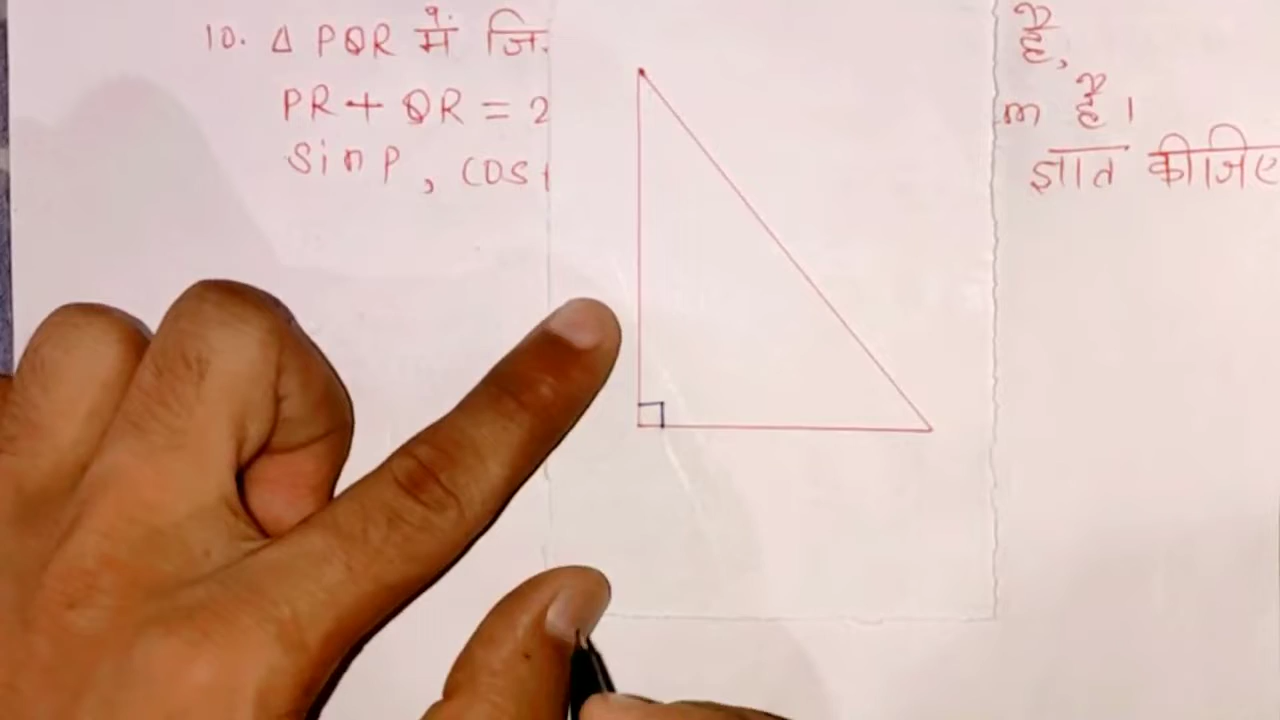 10. Δ PQR में
है,
PR + QR = 2
है।
sin P, cos
ज्ञात कीजिए